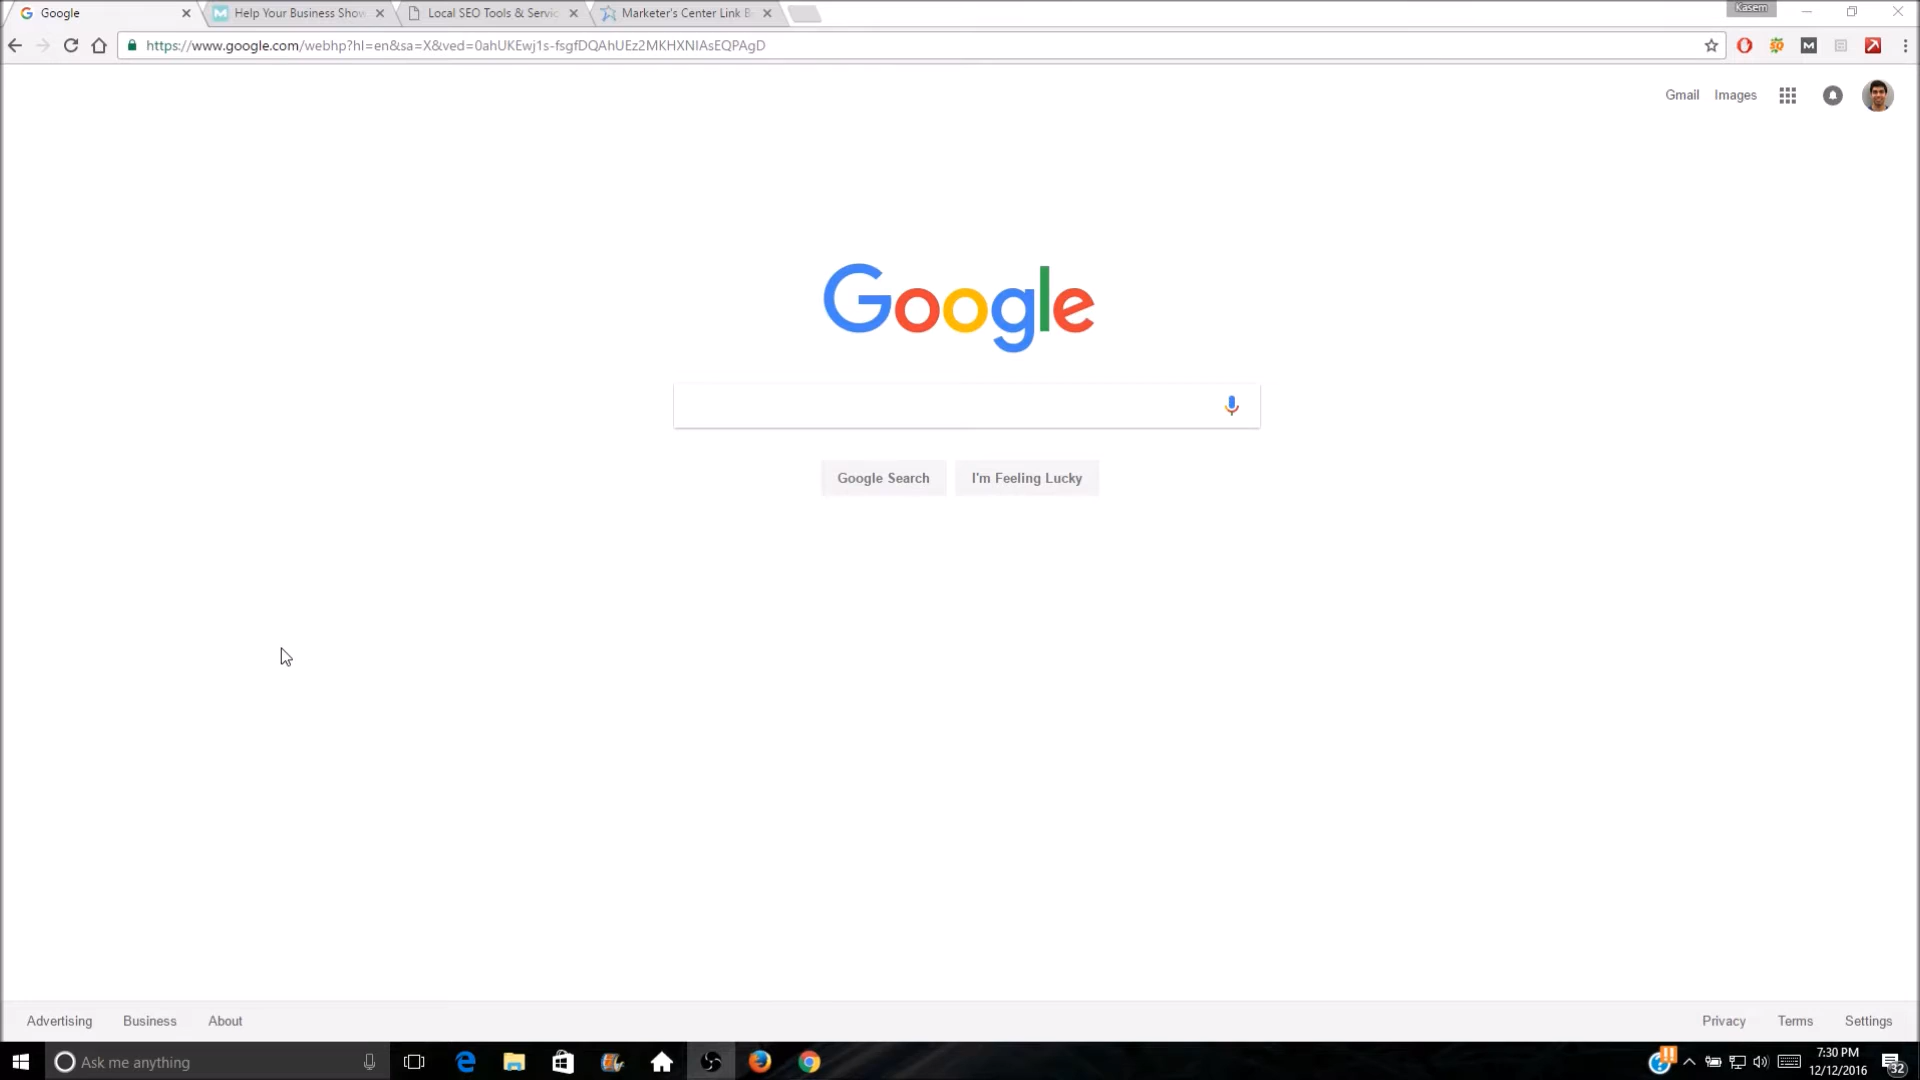 Google
Help Your Business Show
Local SEO Tools & Servic
Marketer's Center Link B
Kasem
https://www.google.com/webhp?hl=en&sa=X&ved=0ahUKEwj1s-fsgfDQAhUEz2MKHXNIAsEQPAgD
Gmail
Images
Google
Google Search
I'm Feeling Lucky
Advertising
Business
About
Privacy
Terms
Settings
Ask me anything
7:30 PM
12/12/2016
32